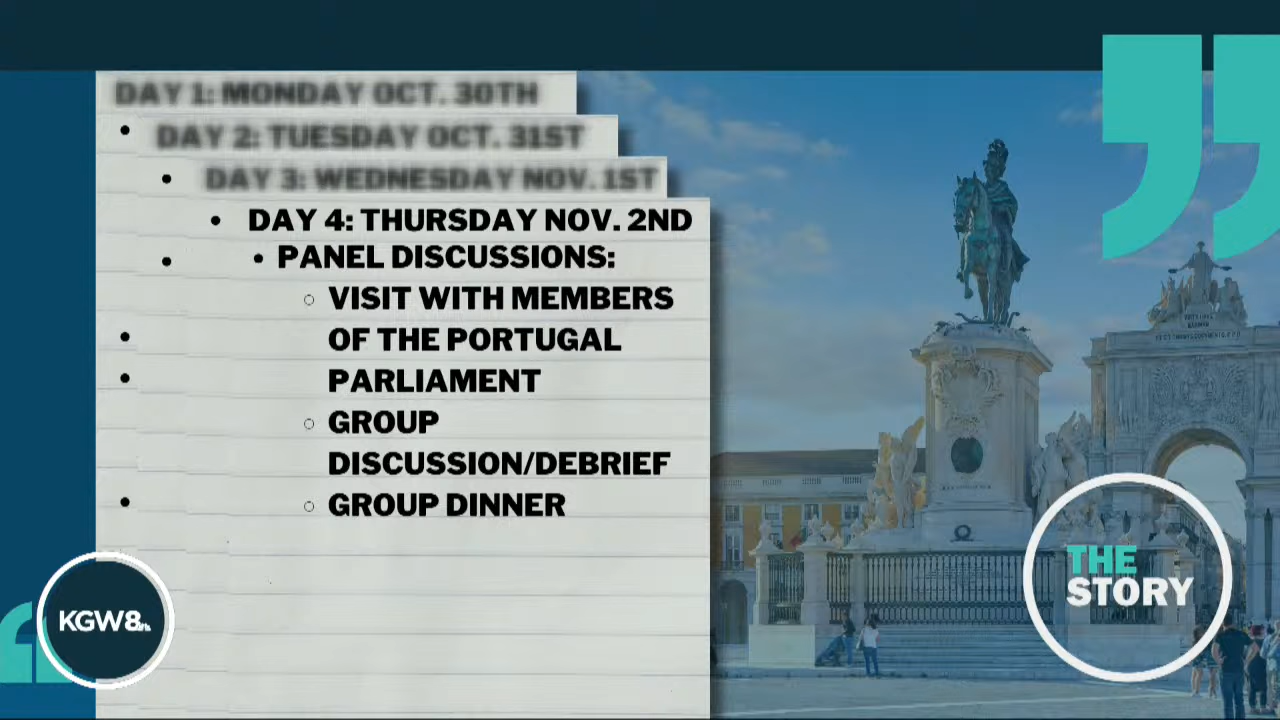 DAY 1: MONDAY OCT. 30TH
DAY 2: TUESDAY OCT. 31ST
DAY 3: WEDNESDAY NOV. 1ST
• DAY 4: THURSDAY NOV. 2ND
• PANEL DISCUSSIONS:
○ VISIT WITH MEMBERS
OF THE PORTUGAL
PARLIAMENT
○ GROUP
DISCUSSION/DEBRIEF
○ GROUP DINNER
KGW8
THE
STORY